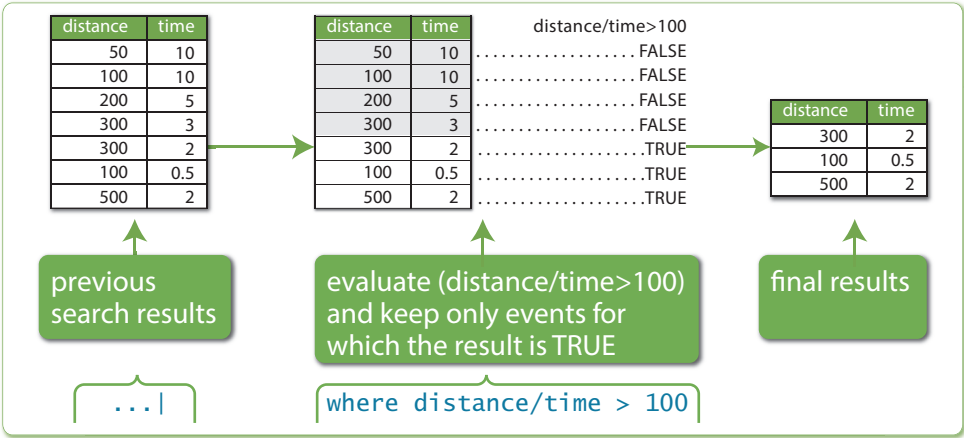 distance time
50 10
100 10
200 5
300 3
300 2
100 0.5
500 2
distance time distance/time>100
50 10 ................... FALSE
100 10 ................... FALSE
200 5 ................... FALSE
300 3 ................... FALSE
300 2 ....................TRUE
100 0.5 ....................TRUE
500 2 ....................TRUE
distance time
300 2
100 0.5
500 2
previous
search results
evaluate (distance/time>100)
and keep only events for
which the result is TRUE
final results
...|
where distance/time > 100